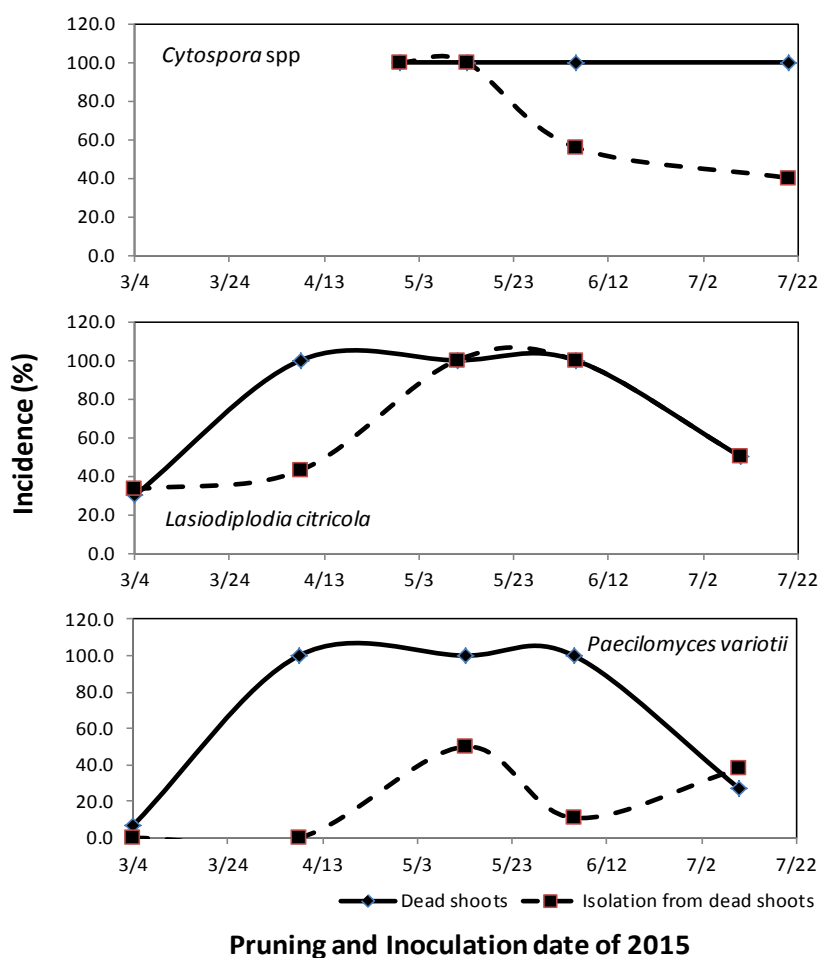 120.0
Cytospora spp
100.0
80.0
60.0
40.0
20.0
0.0
3/4 3/24 4/13 5/3 5/23 6/12 7/2 7/22
Incidence (%)
120.0
100.0
80.0
60.0
40.0
20.0
Lasiodiplodia citricola
0.0
3/4 3/24 4/13 5/3 5/23 6/12 7/2 7/22
120.0
Paecilomyces variotii
100.0
80.0
60.0
40.0
20.0
0.0
3/4 3/24 4/13 5/3 5/23 6/12 7/2 7/22
Dead shoots Isolation from dead shoots
Pruning and Inoculation date of 2015